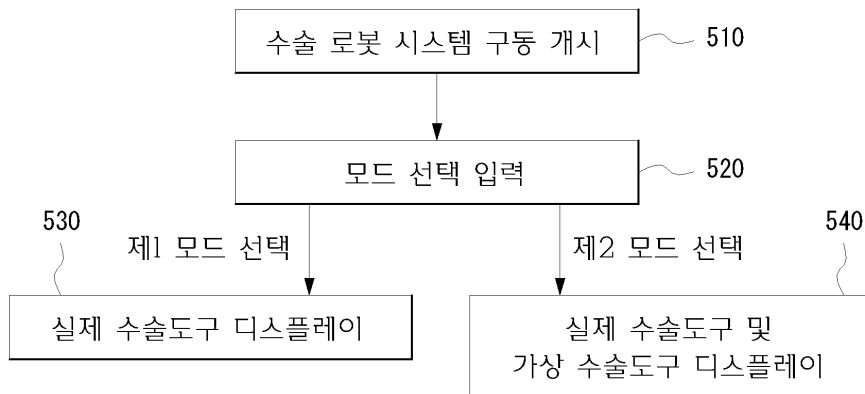 수술 로봇 시스템 구동 개시
510
모드 선택 입력
520
530
제1 모드 선택
제2 모드 선택
540
실제 수술도구 디스플레이
실제 수술도구 및
가상 수술도구 디스플레이